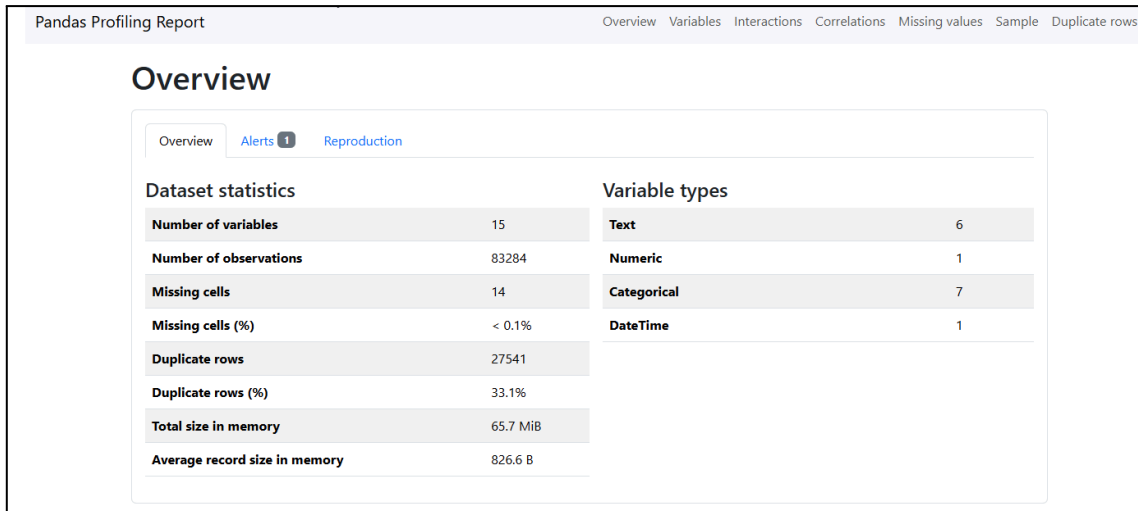 Pandas Profiling Report Overview Variables Interactions Correlations Missing values Sample Duplicate rows
Overview
Overview Alerts 1 Reproduction
Dataset statistics
Number of variables 15
Number of observations 83284
Missing cells 14
Missing cells (%) < 0.1%
Duplicate rows 27541
Duplicate rows (%) 33.1%
Total size in memory 65.7 MiB
Average record size in memory 826.6 B
Variable types
Text 6
Numeric 1
Categorical 7
DateTime 1